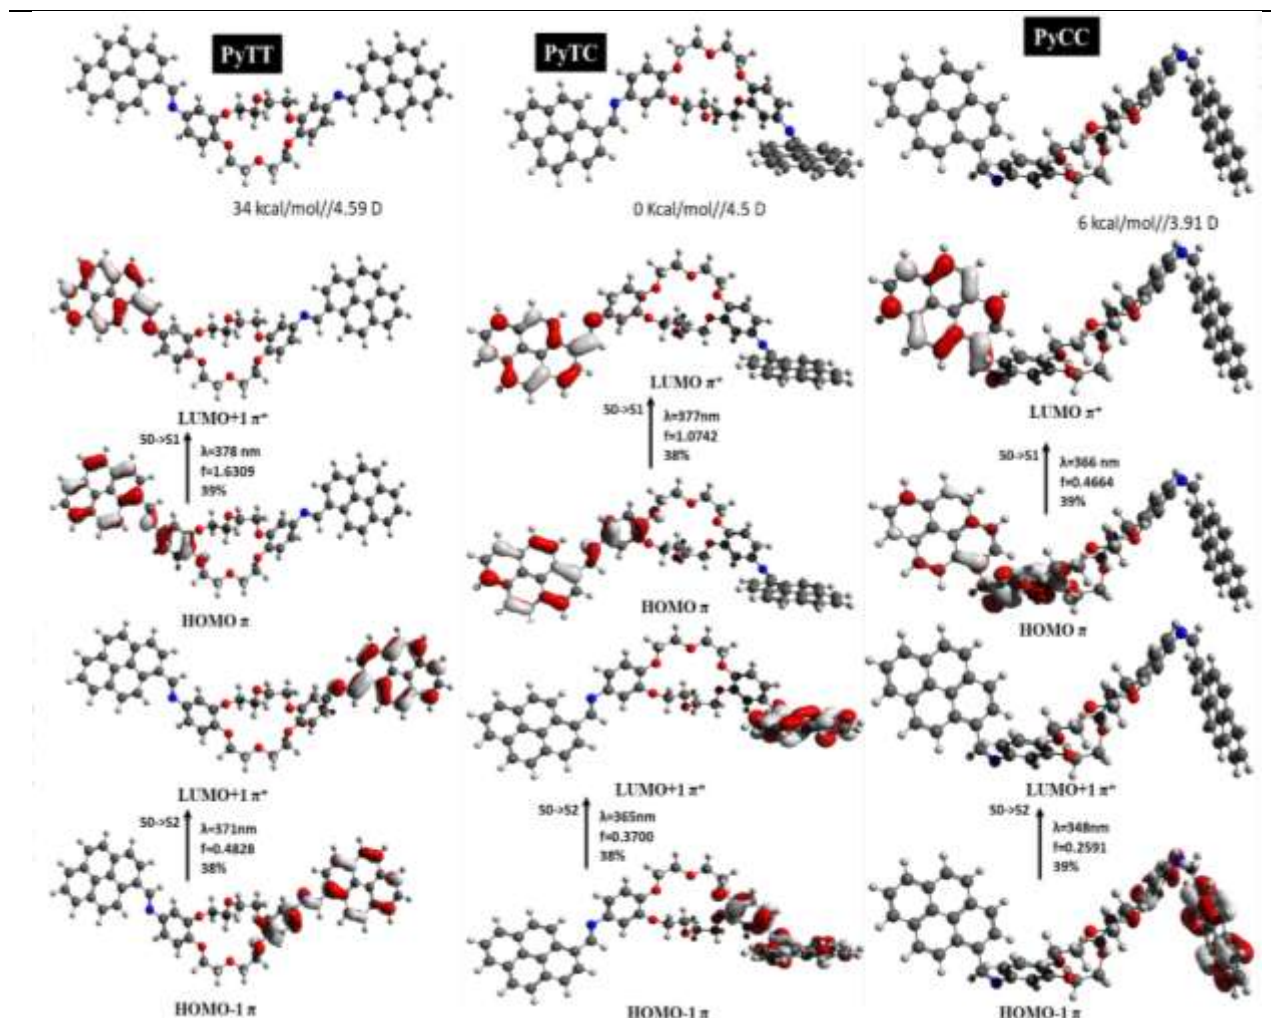 PyTT
PyTC
PyCC
34 kcal/mol//4.59 D
0 Kcal/mol//4.5 D
6 kcal/mol//3.91 D
LUMO+1 π*
S0->S1
λ=378 nm
f=1.6309
39%
HOMO π
LUMO π*
S0->S1
λ=377nm
f=1.0742
38%
HOMO π
LUMO π*
S0->S1
λ=366 nm
f=0.4664
39%
HOMO π
LUMO+1 π*
S0->S2
λ=371nm
f=0.4828
38%
HOMO-1 π
LUMO+1 π*
S0->S2
λ=365nm
f=0.3700
38%
HOMO-1 π
LUMO+1 π*
S0->S2
λ=348nm
f=0.2591
39%
HOMO-1 π